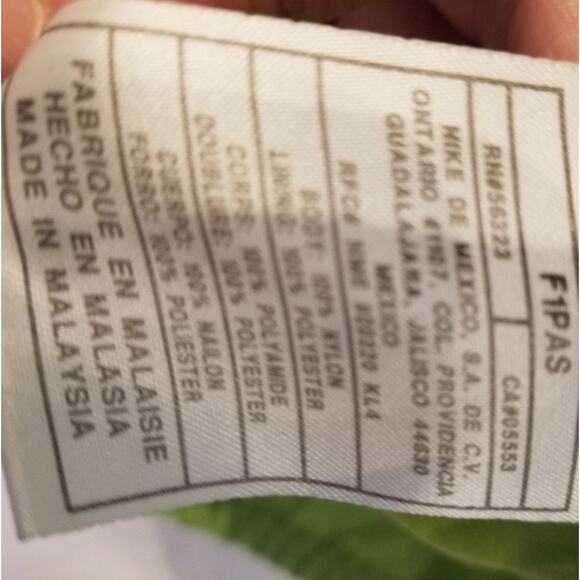 F1PAS
RN#56323 CA#05553
NIKE DE MEXICO, S.A. DE C.V.
ONTARIO #1107, COL. PROVIDENCIA
GUADALAJARA, JALISCO 44630
MEXICO
RFC# NME KL4
BODY: 100% NYLON
LINING: 100% POLYESTER
CORPS: 100% POLYAMIDE
DOUBLURE: 100% POLYESTER
CUERPO: 100% NAILON
FORRO: 100% POLIESTER
FABRIQUE EN MALAISIE
HECHO EN MALASIA
MADE IN MALAYSIA